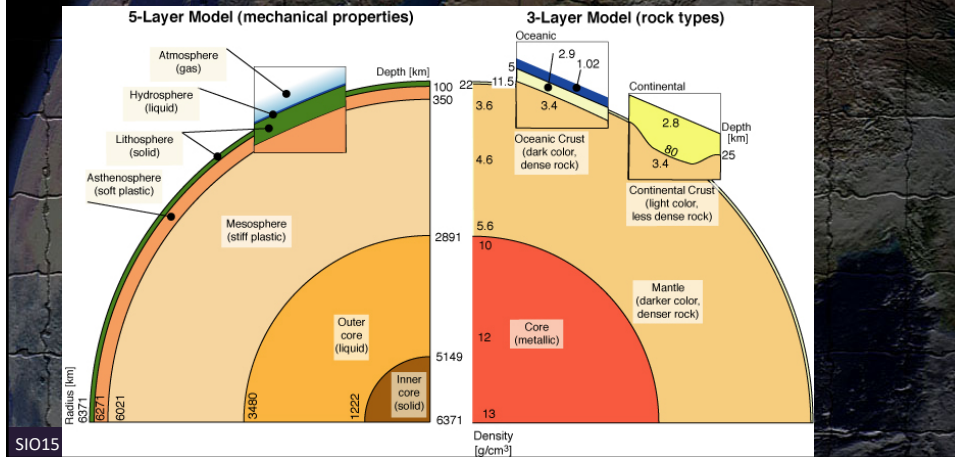 5-Layer Model (mechanical properties)
Atmosphere
(gas)
Hydrosphere
(liquid)
Lithosphere
(solid)
Asthenosphere
(soft plastic)
Depth [km]
100
350
Mesosphere
(stiff plastic)
2891
Outer
core
(liquid)
5149
Inner
core
(solid)
6371
Radius [km]
6371
6271
6021
3480
1222
3-Layer Model (rock types)
Oceanic
2.9
1.02
5
11.5
22
3.4
3.6
Oceanic Crust
(dark color,
dense rock)
Continental
2.8
Depth
[km]
80
25
3.4
Continental Crust
(light color,
less dense rock)
4.6
5.6
10
Mantle
(darker color,
denser rock)
Core
(metallic)
12
13
Density
[g/cm³]
SIO15